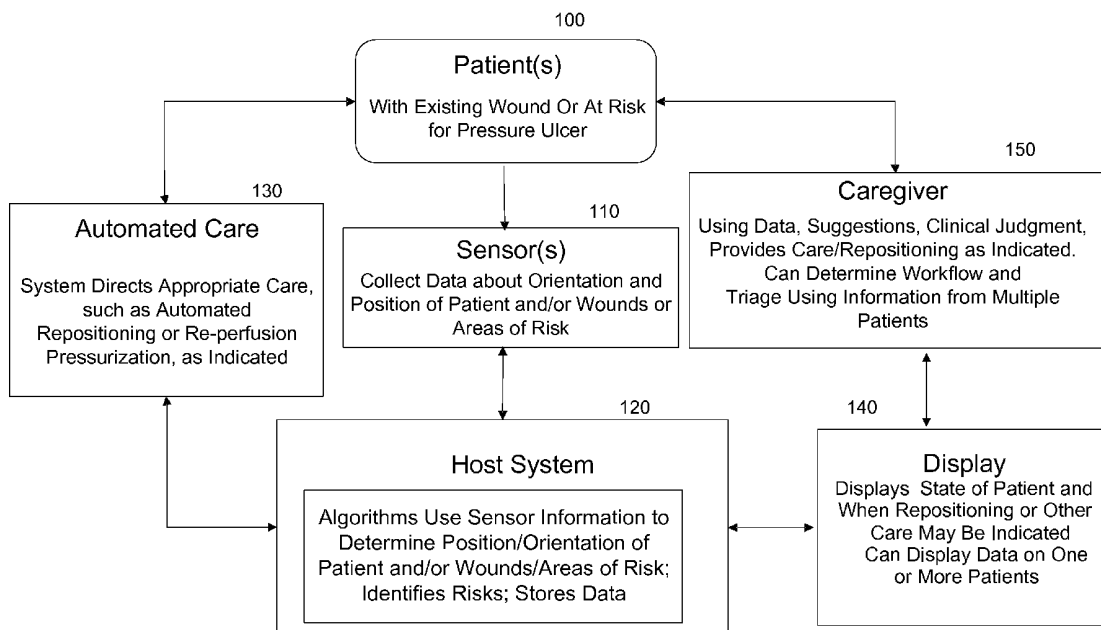 100
Patient(s)
With Existing Wound Or At Risk
for Pressure Ulcer
130
Automated Care
System Directs Appropriate Care,
such as Automated
Repositioning or Re-perfusion
Pressurization, as Indicated
110
Sensor(s)
Collect Data about Orientation and
Position of Patient and/or Wounds or
Areas of Risk
150
Caregiver
Using Data, Suggestions, Clinical Judgment,
Provides Care/Repositioning as Indicated.
Can Determine Workflow and
Triage Using Information from Multiple
Patients
120
Host System
Algorithms Use Sensor Information to
Determine Position/Orientation of
Patient and/or Wounds/Areas of Risk;
Identifies Risks; Stores Data
140
Display
Displays State of Patient and
When Repositioning or Other
Care May Be Indicated
Can Display Data on One
or More Patients